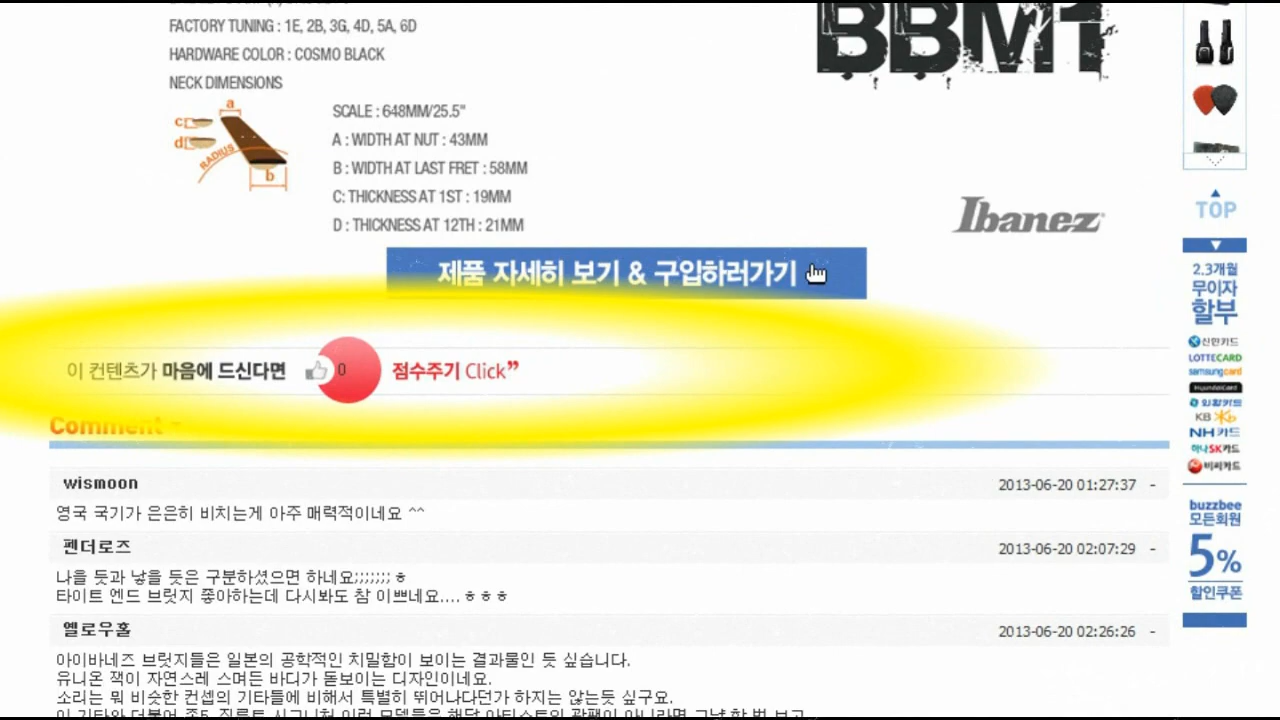 FACTORY TUNING : 1E, 2B, 3G, 4D, 5A, 6D
HARDWARE COLOR : COSMO BLACK
NECK DIMENSIONS
a
c
d
RADIUS
b
SCALE : 648MM/25.5"
A : WIDTH AT NUT : 43MM
B : WIDTH AT LAST FRET : 58MM
C: THICKNESS AT 1ST : 19MM
D : THICKNESS AT 12TH : 21MM
BBM1
Ibanez
제품 자세히 보기 & 구입하러가기
이 컨텐츠가 마음에 드신다면 0 점수주기 Click”
Comment
wismoon 2013-06-20 01:27:37 -
영국 국기가 은은히 비치는게 아주 매력적이네요 ^^
펜더로즈 2013-06-20 02:07:29 -
나을 듯과 낳을 듯은 구분하셨으면 하네요;;;;;;; ㅎ
타이트 엔드 브릿지 좋아하는데 다시봐도 참 이쁘네요.... ㅎㅎㅎ
옐로우홀 2013-06-20 02:26:26 -
아이바네즈 브릿지들은 일본의 공학적인 치밀함이 보이는 결과물인 듯 싶습니다.
유니온 잭이 자연스레 스며든 바디가 돋보이는 디자인이네요.
소리는 뭐 비슷한 컨셉의 기타들에 비해서 특별히 뛰어나다던가 하지는 않는듯 싶구요.
TOP
2.3개월
무이자
할부
신한카드
LOTTECARD
samsung card
HyundaiCard
외환카드
KB
NH카드
하나SK카드
비씨카드
buzzbee
모든회원
5%
할인쿠폰